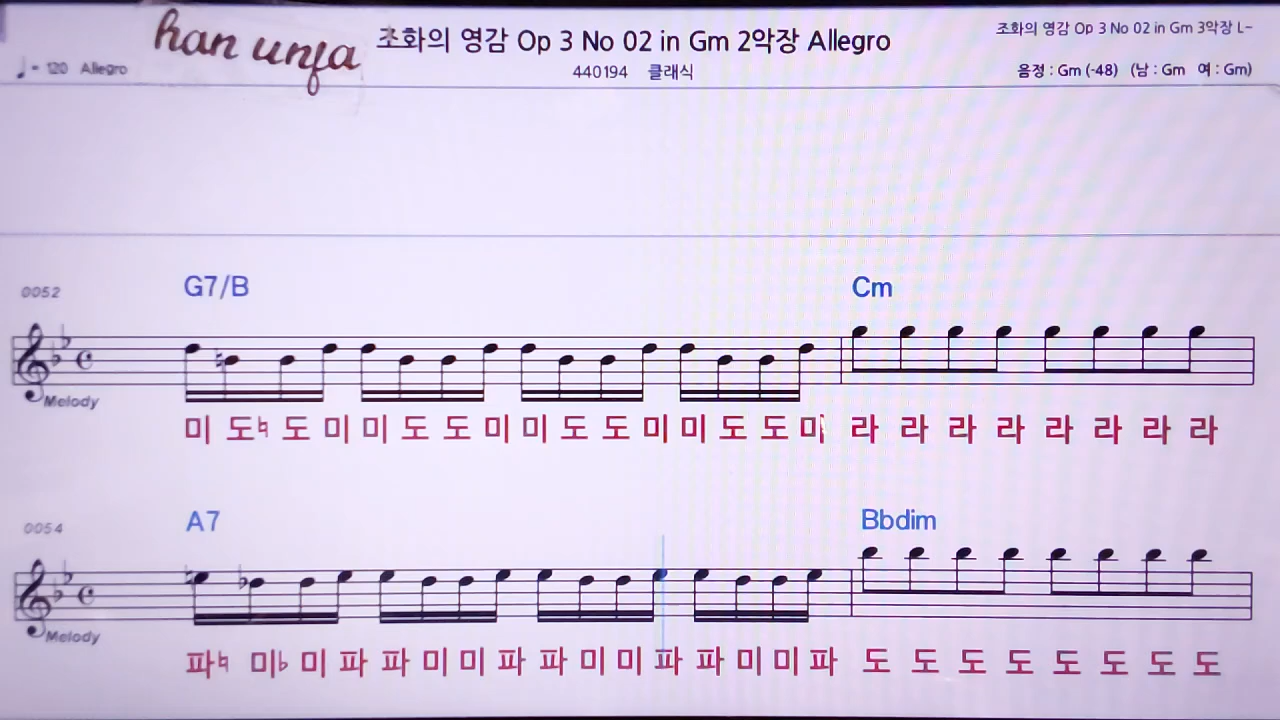 han unfa
조화의 영감 Op 3 No 02 in Gm 2악장 Allegro
조화의 영감 Op 3 No 02 in Gm 3악장 L-
♩= 120 Allegro
440194 클래식
음정 : Gm (-48) (남 : Gm 여 : Gm)
0052
G7/B
Cm
Melody
미 도♮ 도 미 미 도 도 미 미 도 도 미 미 도 도 미 라 라 라 라 라 라 라 라
0054
A7
Bbdim
Melody
파♮ 미♭ 미 파 파 미 미 파 파 미 미 파 파 미 미 파 도 도 도 도 도 도 도 도